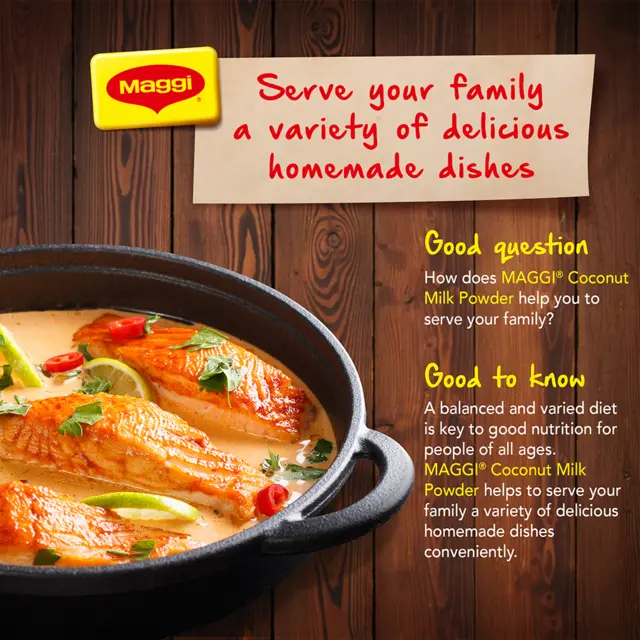 Maggi®
Serve your family
a variety of delicious
homemade dishes
Good question
How does MAGGI® Coconut
Milk Powder help you to
serve your family?
Good to know
A balanced and varied diet
is key to good nutrition for
people of all ages.
MAGGI® Coconut Milk
Powder helps to serve your
family a variety of delicious
homemade dishes
conveniently.